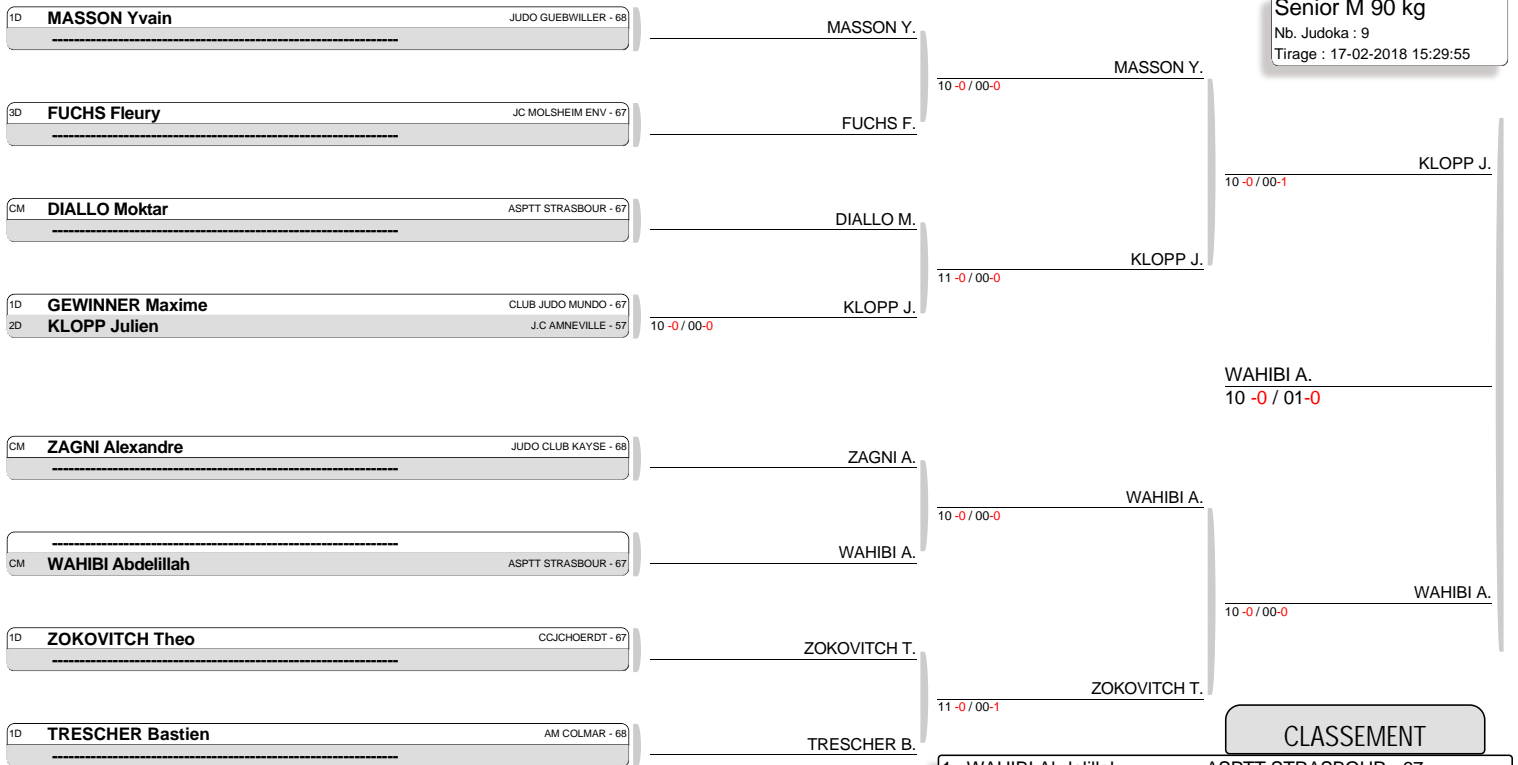 Senior M 90 kg
Nb. Judoka : 9
Tirage : 17-02-2018 15:29:55
1D MASSON Yvain JUDO GUEBWILLER - 68
----------------------------------------------------------------
3D FUCHS Fleury JC MOLSHEIM ENV - 67
----------------------------------------------------------------
CM DIALLO Moktar ASPTT STRASBOUR - 67
----------------------------------------------------------------
1D GEWINNER Maxime CLUB JUDO MUNDO - 67
2D KLOPP Julien J.C AMNEVILLE - 57
CM ZAGNI Alexandre JUDO CLUB KAYSE - 68
----------------------------------------------------------------
----------------------------------------------------------------
CM WAHIBI Abdelillah ASPTT STRASBOUR - 67
1D ZOKOVITCH Theo CCJCHOERDT - 67
----------------------------------------------------------------
1D TRESCHER Bastien AM COLMAR - 68
----------------------------------------------------------------
MASSON Y.
FUCHS F.
DIALLO M.
KLOPP J.
10 -0 / 00-0
ZAGNI A.
WAHIBI A.
ZOKOVITCH T.
TRESCHER B.
MASSON Y.
10 -0 / 00-0
KLOPP J.
11 -0 / 00-0
WAHIBI A.
10 -0 / 00-0
ZOKOVITCH T.
11 -0 / 00-1
KLOPP J.
10 -0 / 00-1
WAHIBI A.
10 -0 / 01-0
WAHIBI A.
10 -0 / 00-0
CLASSEMENT
1 WAHIBI Abdelillah ASPTT STRASBOUR - 67